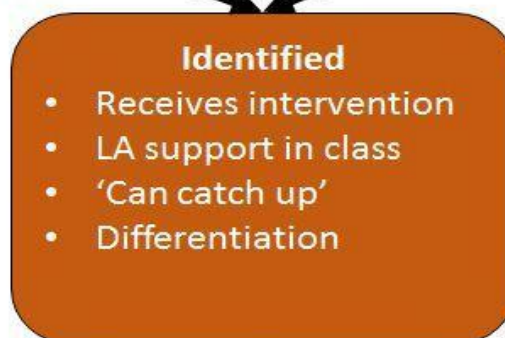 Identified
• Receives intervention
• LA support in class
• ‘Can catch up’
• Differentiation